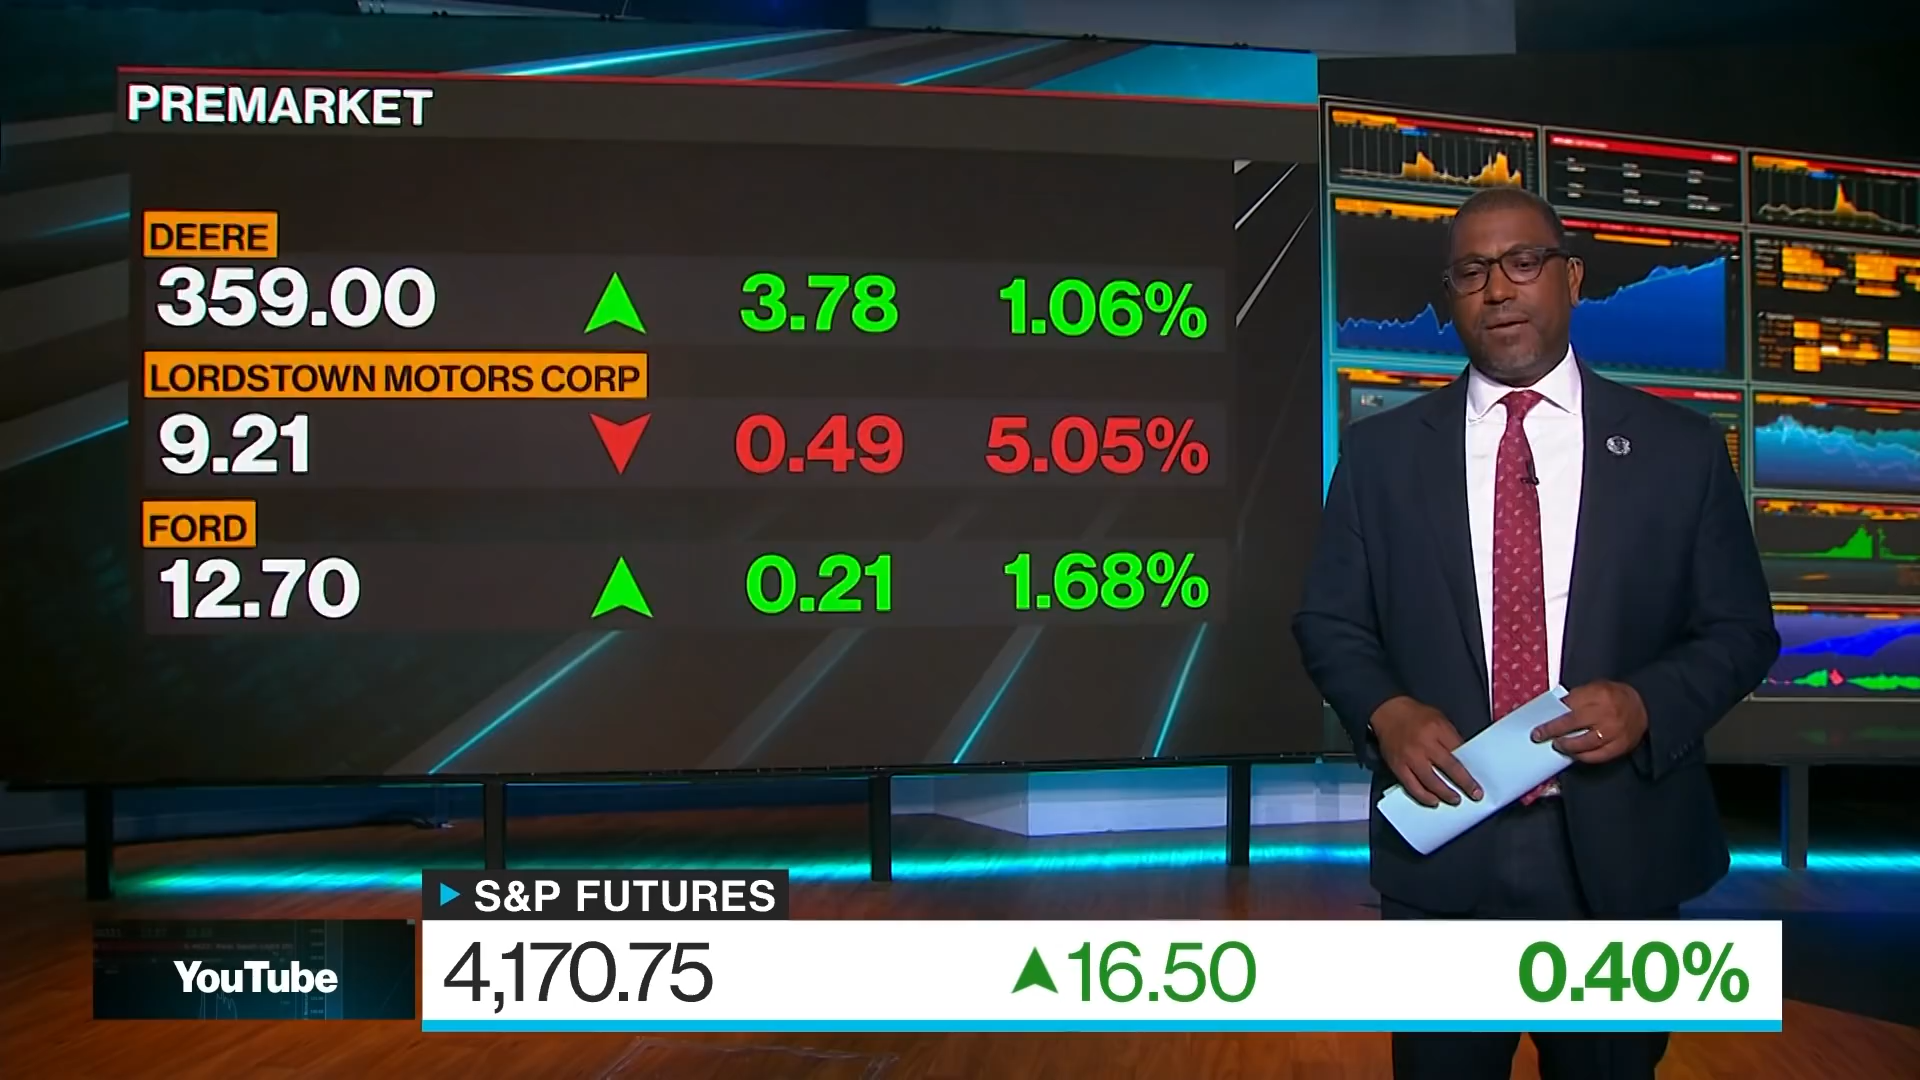 PREMARKET
DEERE
359.00 ▲ 3.78 1.06%
LORDSTOWN MOTORS CORP
9.21 ▼ 0.49 5.05%
FORD
12.70 ▲ 0.21 1.68%
S&P FUTURES
YouTube
4,170.75 ▲16.50 0.40%